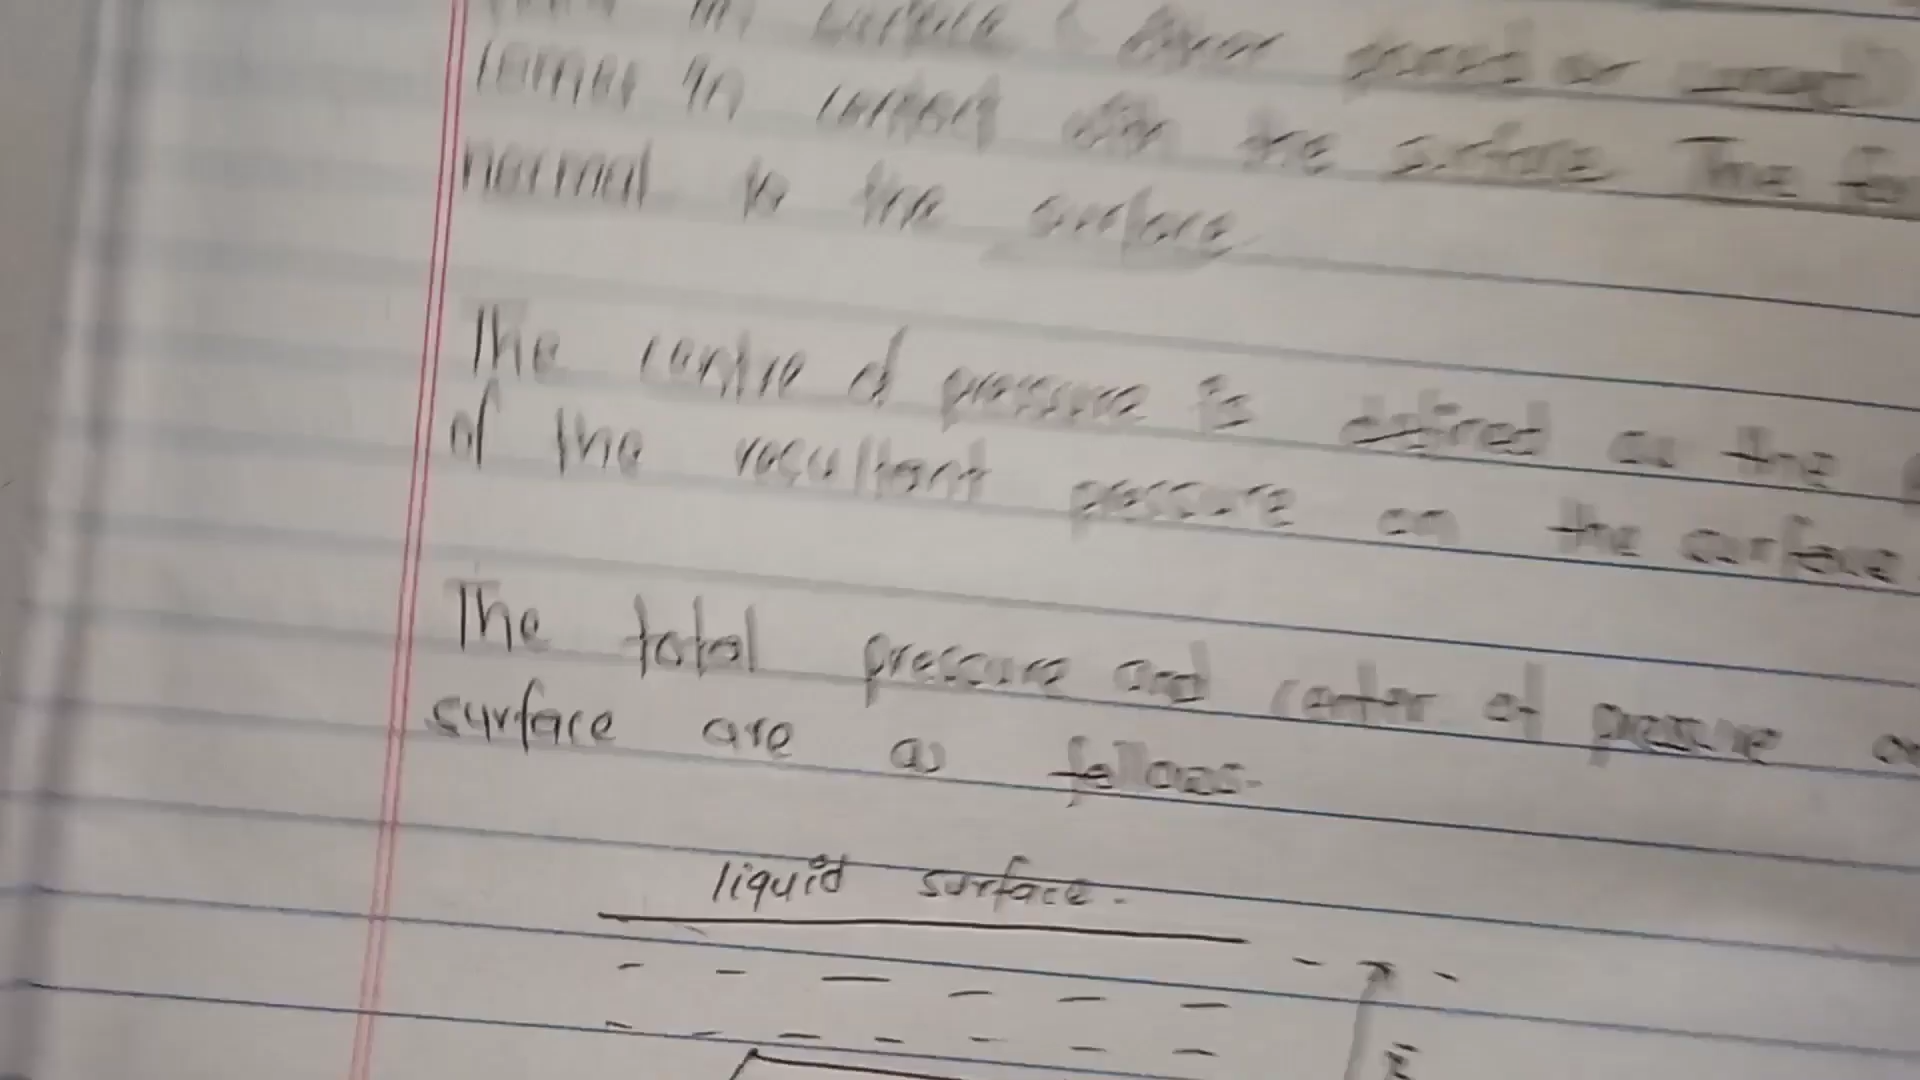 surface (
comes in contact with the surface. The
normal to the surface
The centre of pressure is defined as the
of the resultant pressure on the surface.
The total pressure and center of pressure
surface are as follows.
liquid surface.